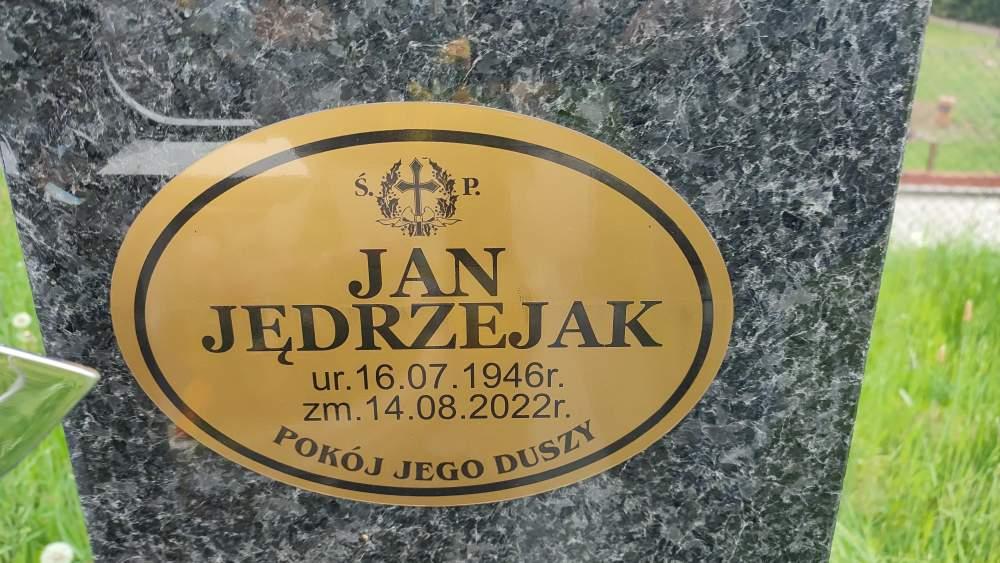 Ś. P.
JAN
JĘDRZEJAK
ur.16.07.1946r.
zm.14.08.2022r.
POKÓJ JEGO DUSZY